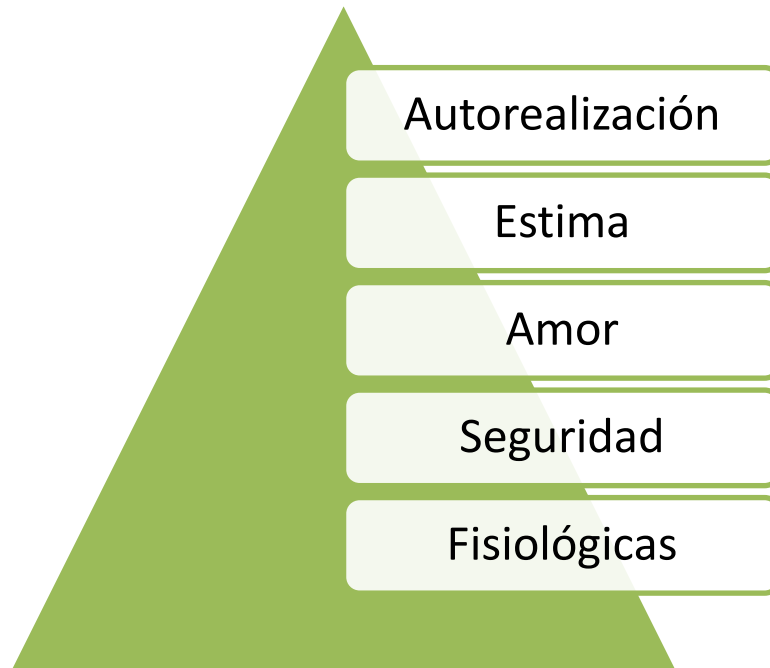 Autorealización
Estima
Amor
Seguridad
Fisiológicas